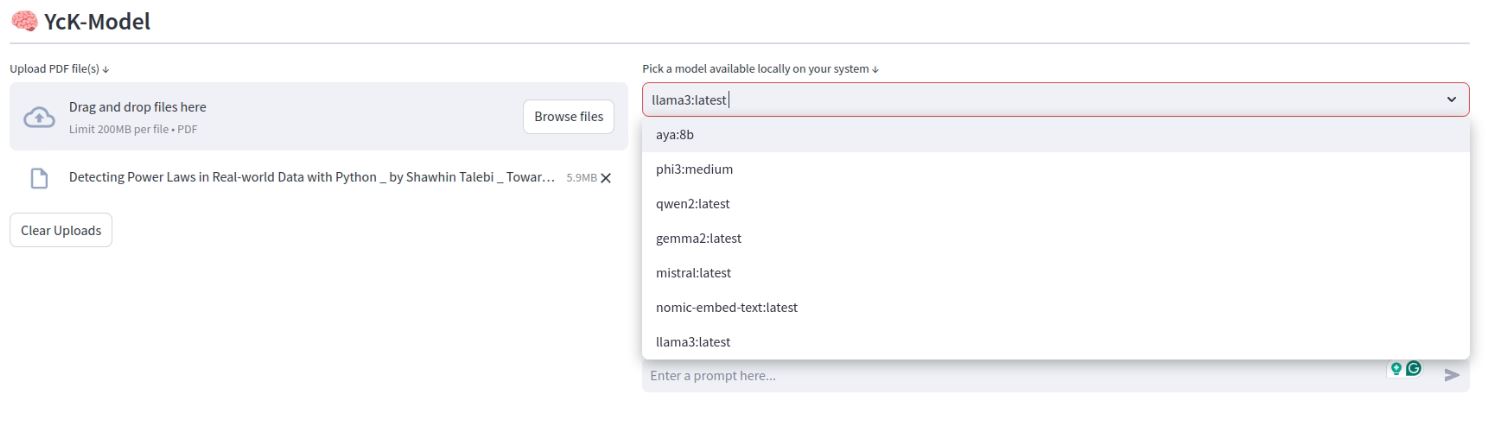 YcK-Model
Upload PDF file(s) ↓
Drag and drop files here
Limit 200MB per file • PDF
Browse files
Detecting Power Laws in Real-world Data with Python _ by Shawhin Talebi _ Towar...
5.9MB
Clear Uploads
Pick a model available locally on your system ↓
llama3:latest
aya:8b
phi3:medium
qwen2:latest
gemma2:latest
mistral:latest
nomic-embed-text:latest
llama3:latest
Enter a prompt here...